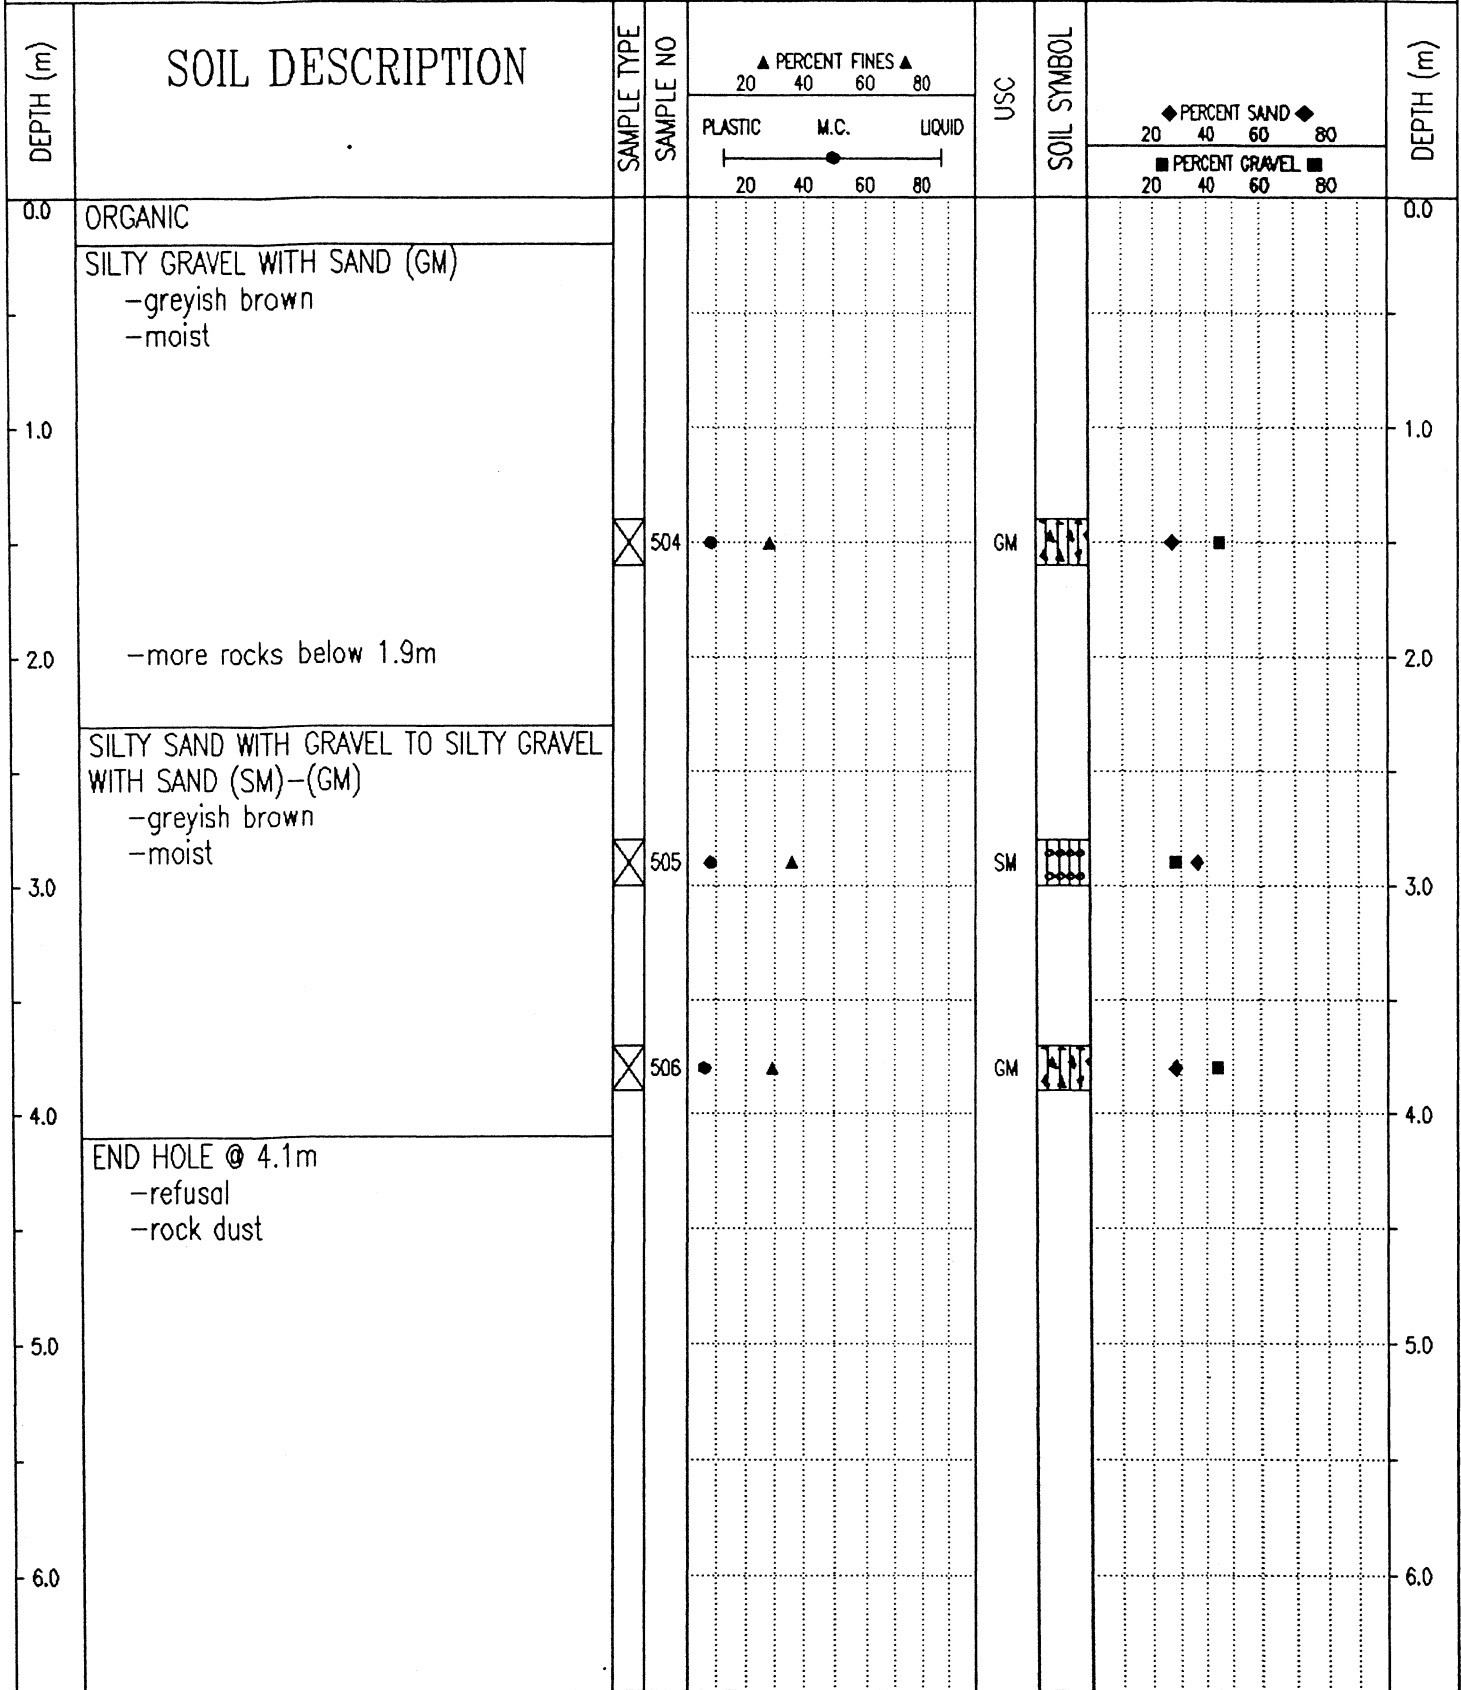 DEPTH (m)
SOIL DESCRIPTION
SAMPLE TYPE
SAMPLE NO
▲ PERCENT FINES ▲
20 40 60 80
PLASTIC M.C. LIQUID
20 40 60 80
USC
SOIL SYMBOL
◆ PERCENT SAND ◆
20 40 60 80
■ PERCENT GRAVEL ■
20 40 60 80
DEPTH (m)
0.0 0.0
ORGANIC
SILTY GRAVEL WITH SAND (GM)
-greyish brown
-moist
1.0 1.0
504 GM
-more rocks below 1.9m
2.0 2.0
SILTY SAND WITH GRAVEL TO SILTY GRAVEL
WITH SAND (SM)-(GM)
-greyish brown
-moist
505 SM
3.0 3.0
506 GM
4.0 4.0
END HOLE @ 4.1m
-refusal
-rock dust
5.0 5.0
6.0 6.0